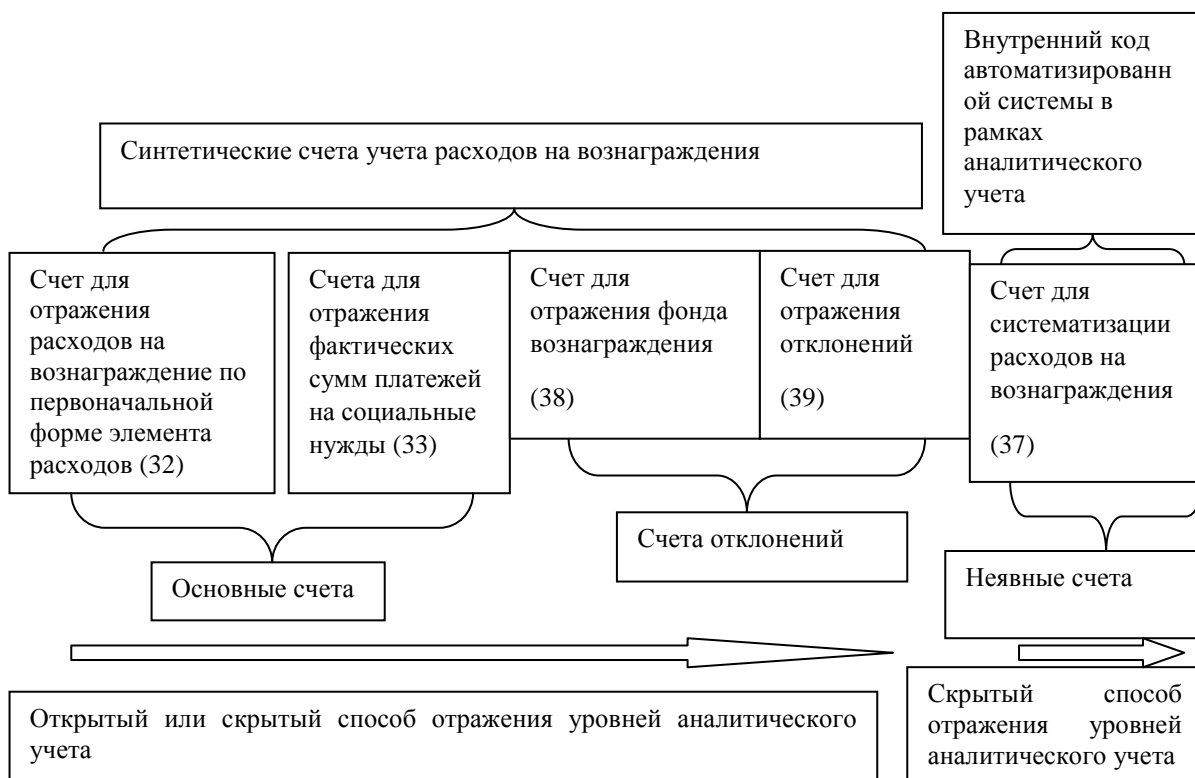 Внутренний код
автоматизированн
ой системы в
рамках
аналитического
учета
Синтетические счета учета расходов на вознаграждения
Счет для
отражения
расходов на
вознаграждение по
первоначальной
форме элемента
расходов (32)
Счета для
отражения
фактических
сумм платежей
на социальные
нужды (33)
Счет для
отражения фонда
вознаграждения
(38)
Счет для
отражения
отклонений
(39)
Счет для
систематизации
расходов на
вознаграждения
(37)
Основные счета
Счета отклонений
Неявные счета
Открытый или скрытый способ отражения уровней аналитического
учета
Скрытый способ
отражения уровней
аналитического учета